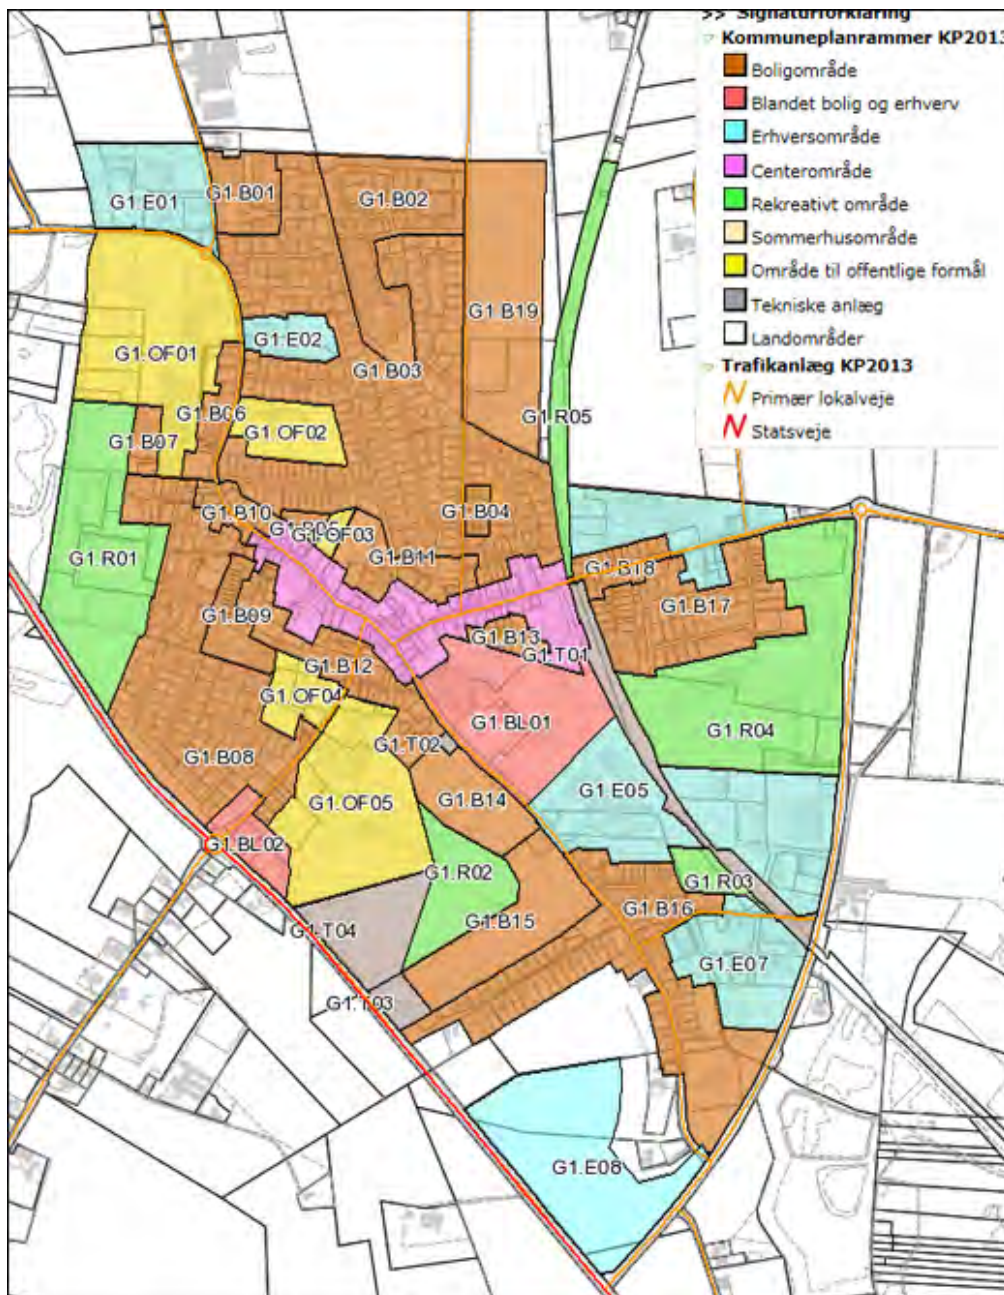 >> Signaturforklaring
Kommuneplanrammer KP2013
Boligområde
Blandet bolig og erhverv
Erhversområde
Centerområde
Rekreativt område
Sommerhusområde
Område til offentlige formål
Tekniske anlæg
Landområder
Trafikanlæg KP2013
Primær lokalveje
Statsveje
G1.E01
G1.B01
G1.B02
G1.B19
G1.E02
G1.OF01
G1.B03
G1.R05
G1.B06
G1.B07
G1.OF02
G1.B10
G1.B04
G1.OF03
G1.B11
G1.R01
G1.B18
G1.B17
G1.B09
G1.B13
G1.T01
G1.B12
G1.OF04
G1.BL01
G1.R04
G1.T02
G1.B08
G1.E05
G1.OF05
G1.B14
G1.BL02
G1.R02
G1.R03
G1.B16
G1.B15
G1.T04
G1.E07
G1.T03
G1.E08